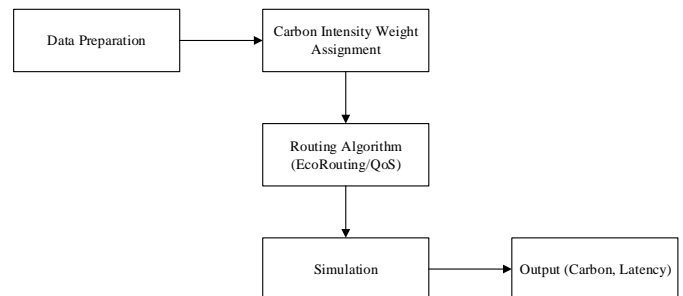 Data Preparation
Carbon Intensity Weight
Assignment
Routing Algorithm
(EcoRouting/QoS)
Simulation
Output (Carbon, Latency)